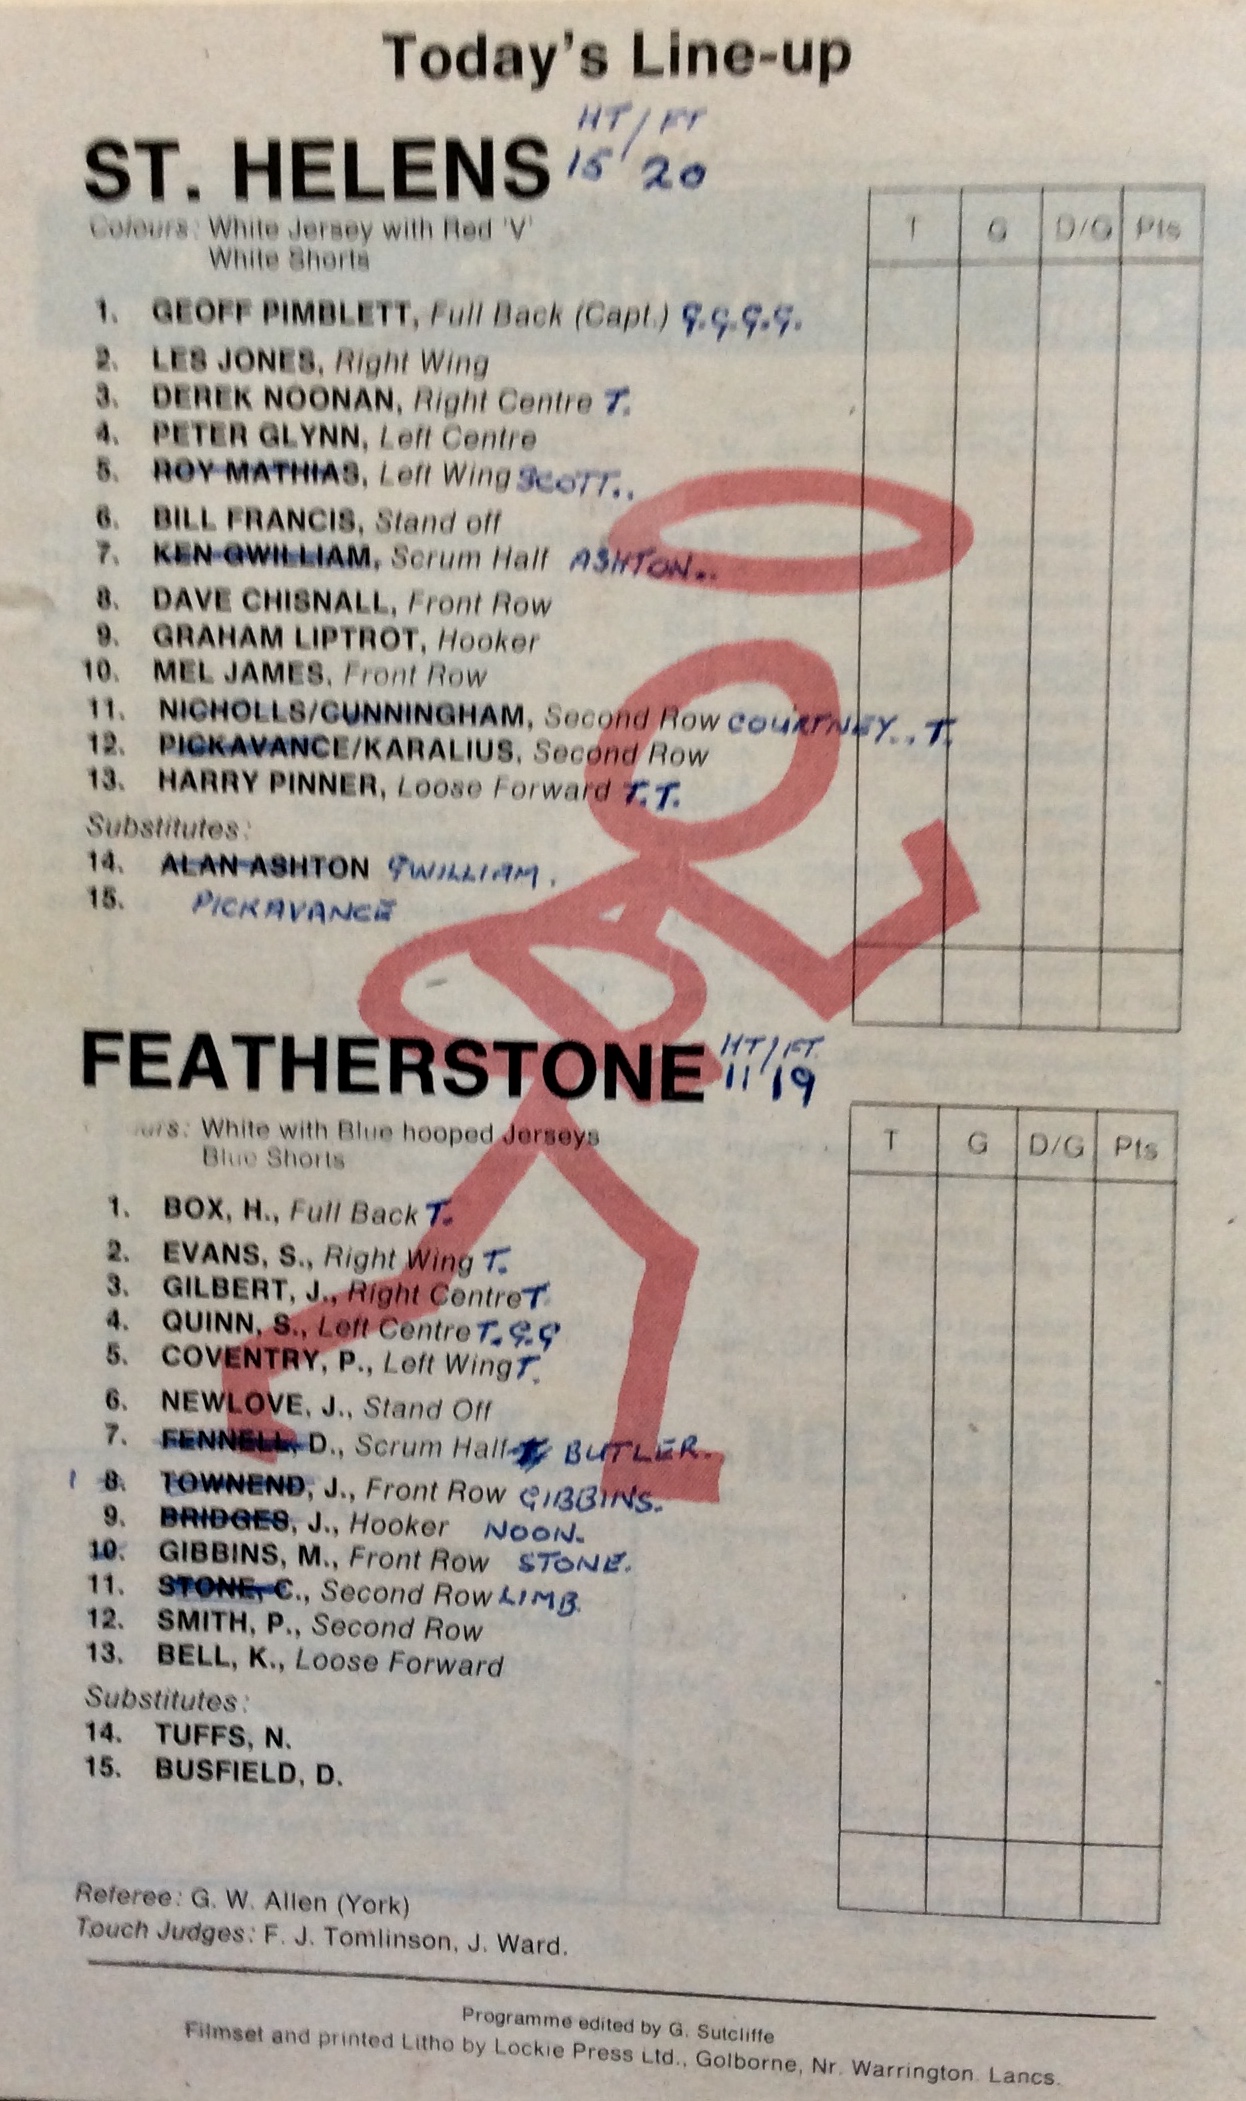 Today's Line-up
HT / FT
ST. HELENS 15 20
Colours: White Jersey with Red 'V'
White Shorts
T G D/G Pts
1. GEOFF PIMBLETT, Full Back (Capt.) G.G.G.G.
2. LES JONES, Right Wing
3. DEREK NOONAN, Right Centre T.
4. PETER GLYNN, Left Centre
5. ROY MATHIAS, Left Wing SCOTT..
6. BILL FRANCIS, Stand off
7. KEN GWILLIAM, Scrum Half ASHTON..
8. DAVE CHISNALL, Front Row
9. GRAHAM LIPTROT, Hooker
10. MEL JAMES, Front Row
11. NICHOLLS/CUNNINGHAM, Second Row COURTNEY.. T.
12. PICKAVANCE/KARALIUS, Second Row
13. HARRY PINNER, Loose Forward T.T.
Substitutes:
14. ALAN ASHTON GWILLIAM.
15. PICKAVANCE
HT / FT
FEATHERSTONE 11 19
White with Blue hooped Jerseys
Blue Shorts
T G D/G Pts
1. BOX, H., Full Back T.
2. EVANS, S., Right Wing T.
3. GILBERT, J., Right Centre T
4. QUINN, S., Left Centre T. G.G
5. COVENTRY, P., Left Wing T.
6. NEWLOVE, J., Stand Off
7. FENNELL, D., Scrum Half BUTLER.
8. TOWNEND, J., Front Row GIBBINS.
9. BRIDGES, J., Hooker NOON.
10. GIBBINS, M., Front Row STONE.
11. STONE, C., Second Row LIMB
12. SMITH, P., Second Row
13. BELL, K., Loose Forward
Substitutes:
14. TUFFS, N.
15. BUSFIELD, D.
Referee: G. W. Allen (York)
Touch Judges: F. J. Tomlinson, J. Ward.
Programme edited by G. Sutcliffe
Filmset and printed Litho by Lockie Press Ltd., Golborne, Nr. Warrington. Lancs.